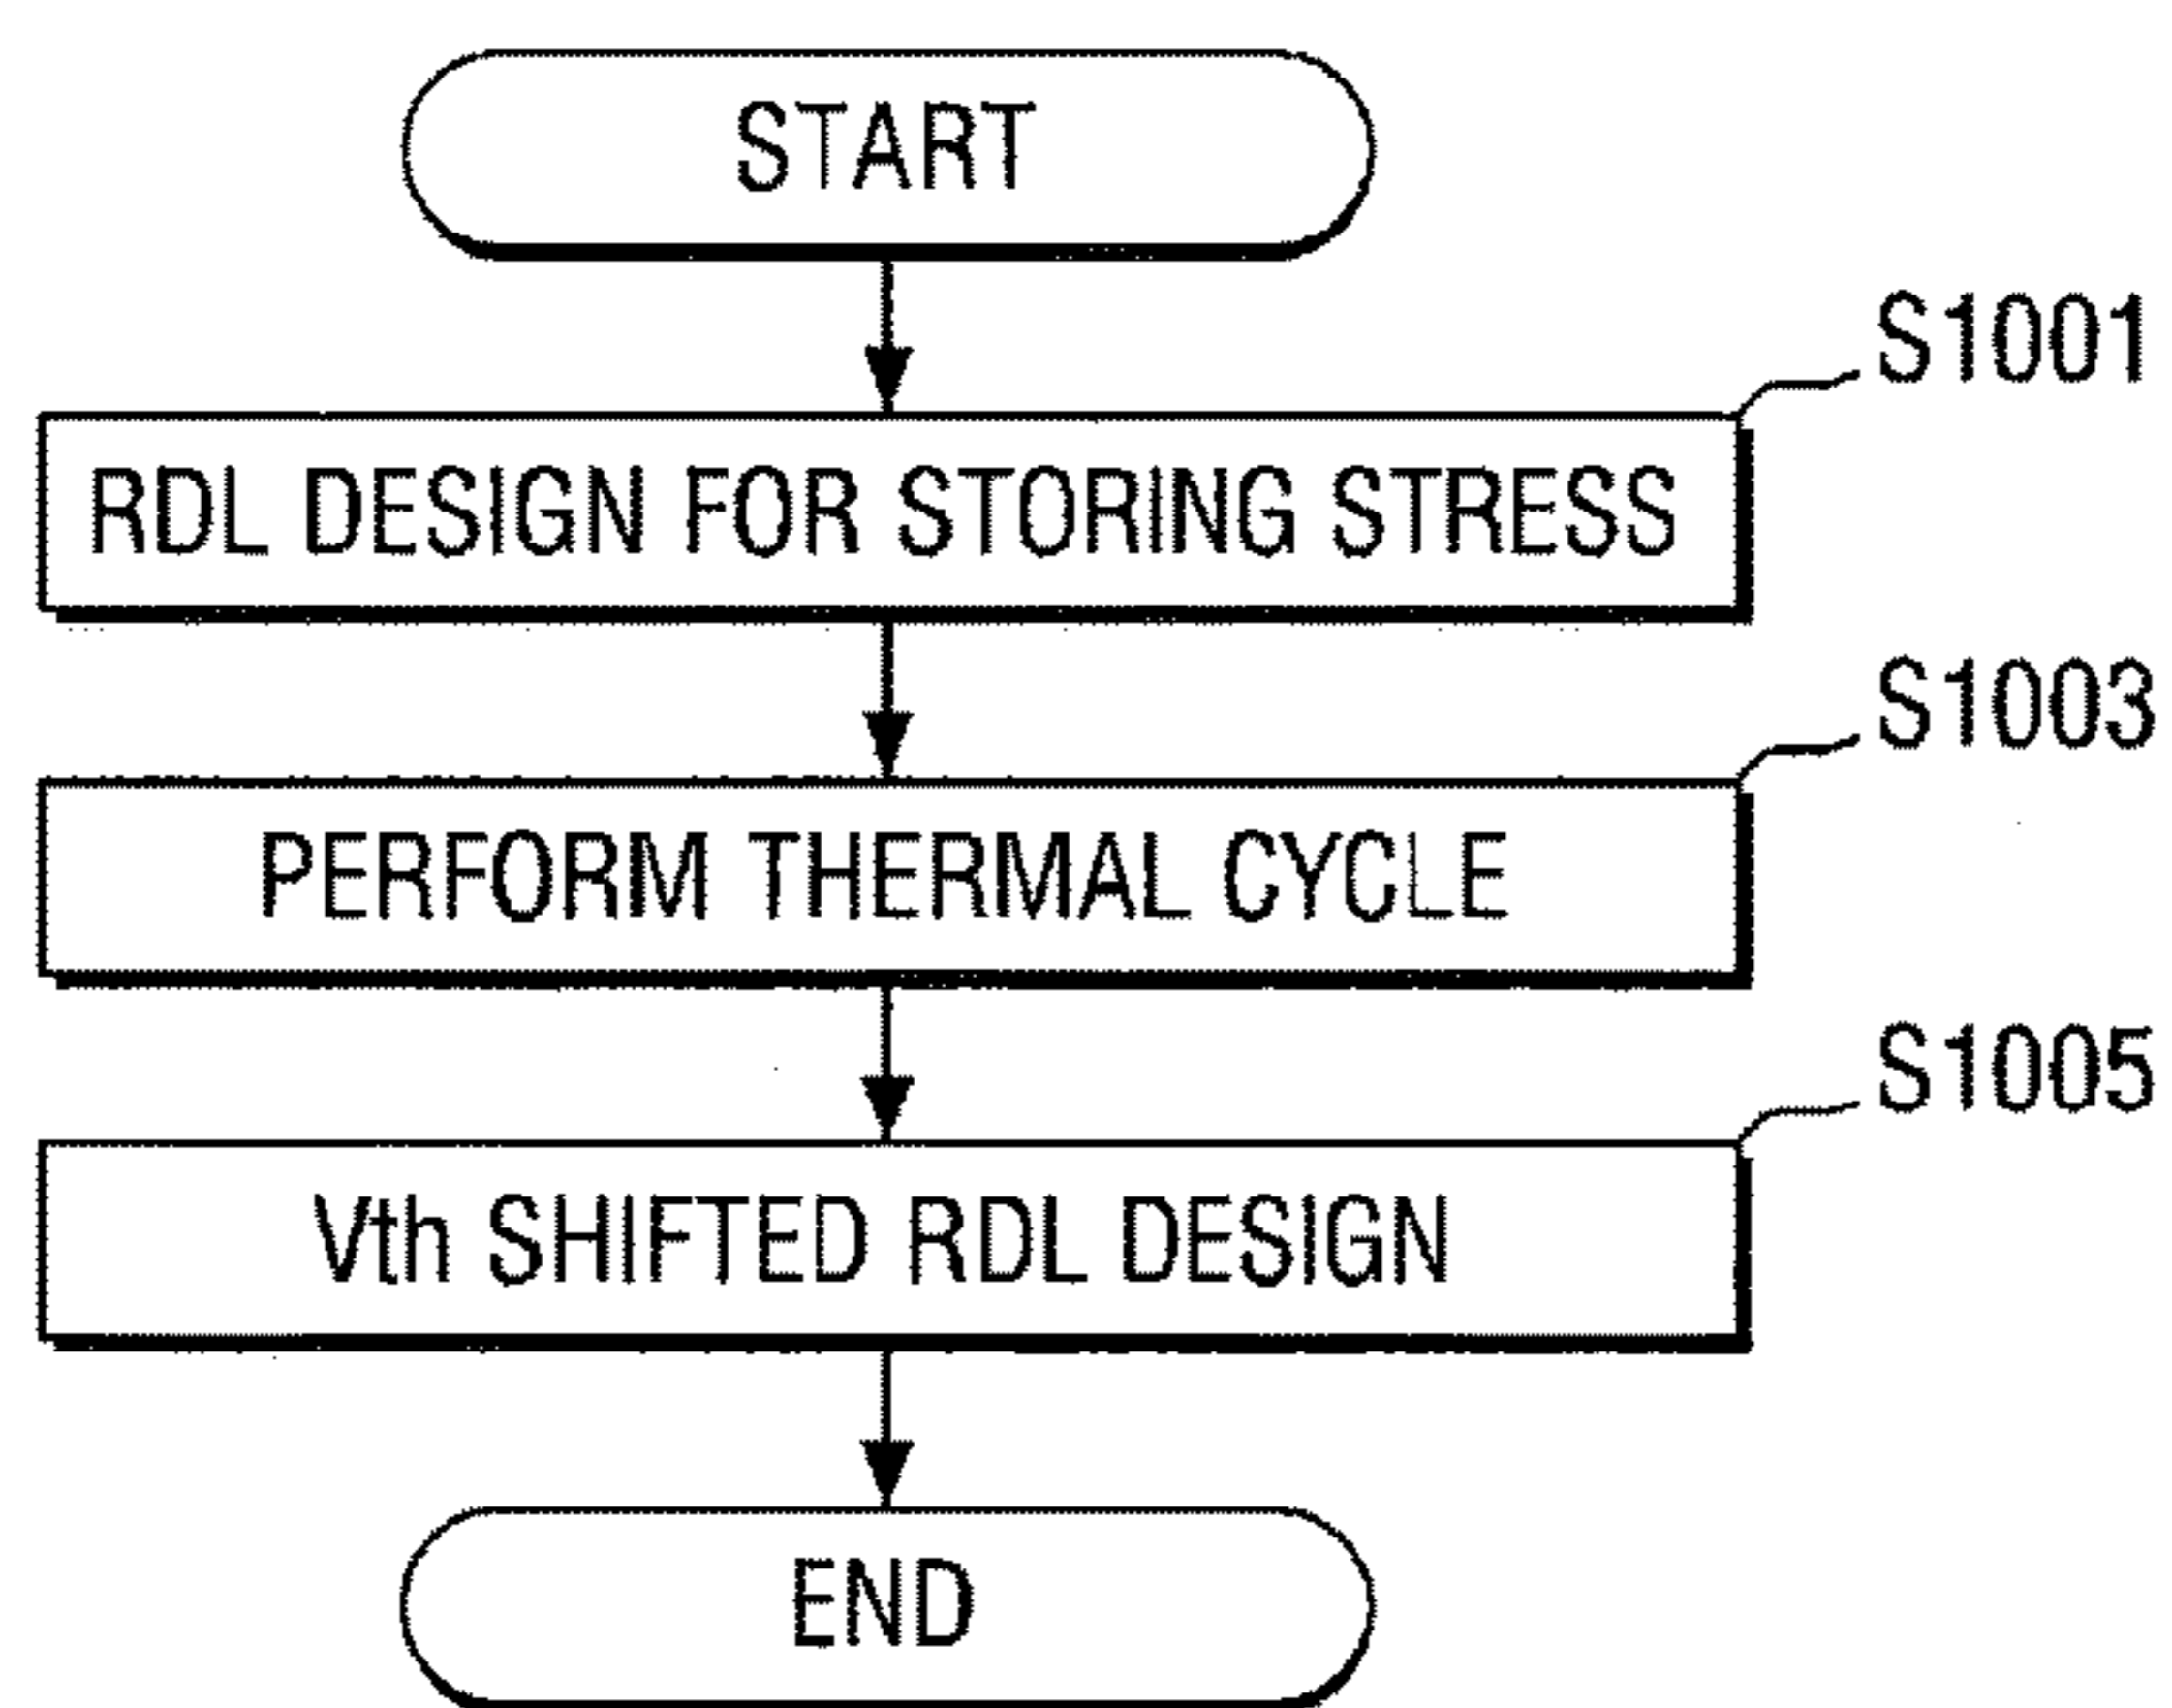 START
S1001
RDL DESIGN FOR STORING STRESS
S1003
PERFORM THERMAL CYCLE
S1005
Vth SHIFTED RDL DESIGN
END